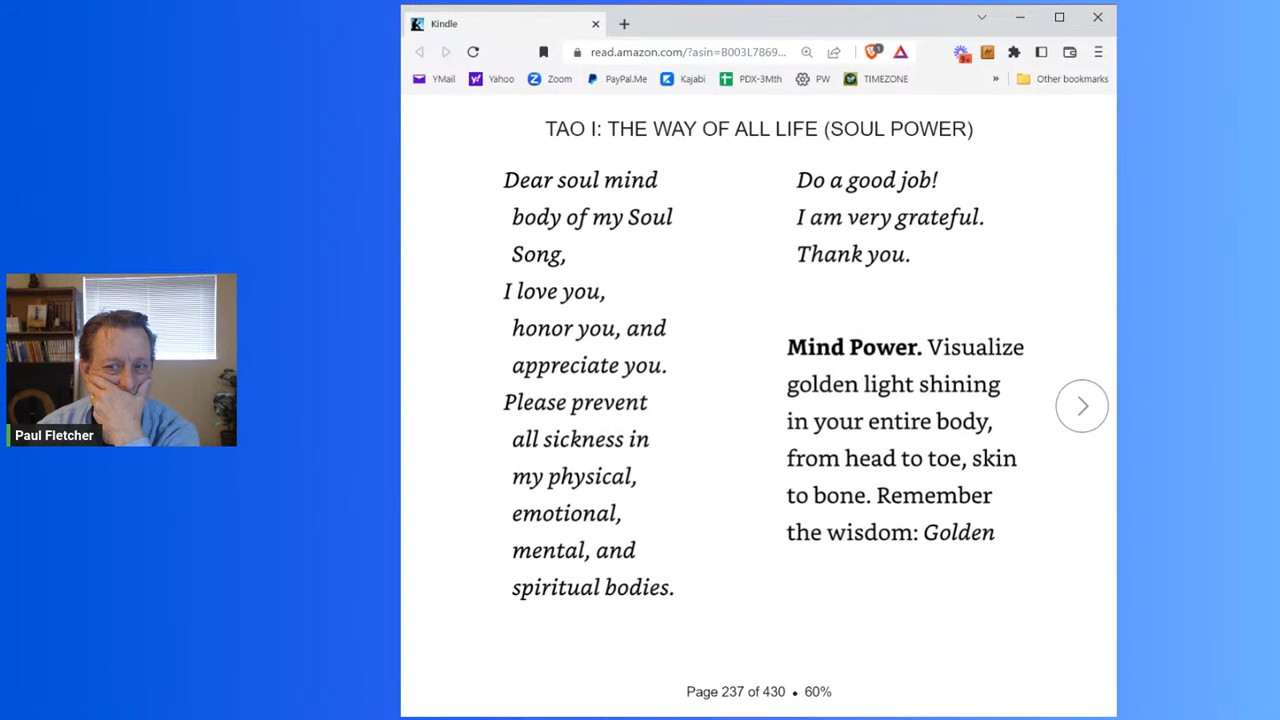 Kindle
read.amazon.com/?asin=B003L7869...
YMail
Yahoo
Zoom
PayPal.Me
Kajabi
PDX-3Mth
PW
TIMEZONE
»
Other bookmarks
TAO I: THE WAY OF ALL LIFE (SOUL POWER)
Dear soul mind
body of my Soul
Song,
I love you,
honor you, and
appreciate you.
Please prevent
all sickness in
my physical,
emotional,
mental, and
spiritual bodies.
Do a good job!
I am very grateful.
Thank you.
Mind Power. Visualize
golden light shining
in your entire body,
from head to toe, skin
to bone. Remember
the wisdom: Golden
Page 237 of 430 • 60%
Paul Fletcher